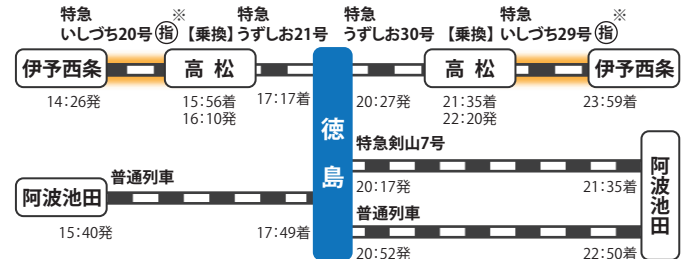 特急
いしづち20号 指 ※
【乗換】
特急
うずしお21号
特急
うずしお30号
【乗換】
特急
いしづち29号 指 ※
伊予西条
高松
高松
伊予西条
14:26発
15:56着
16:10発
17:17着
20:27発
21:35着
22:20発
23:59着
徳島
特急剣山7号
20:17発
21:35着
阿波池田
普通列車
阿波池田
15:40発
17:49着
普通列車
20:52発
22:50着